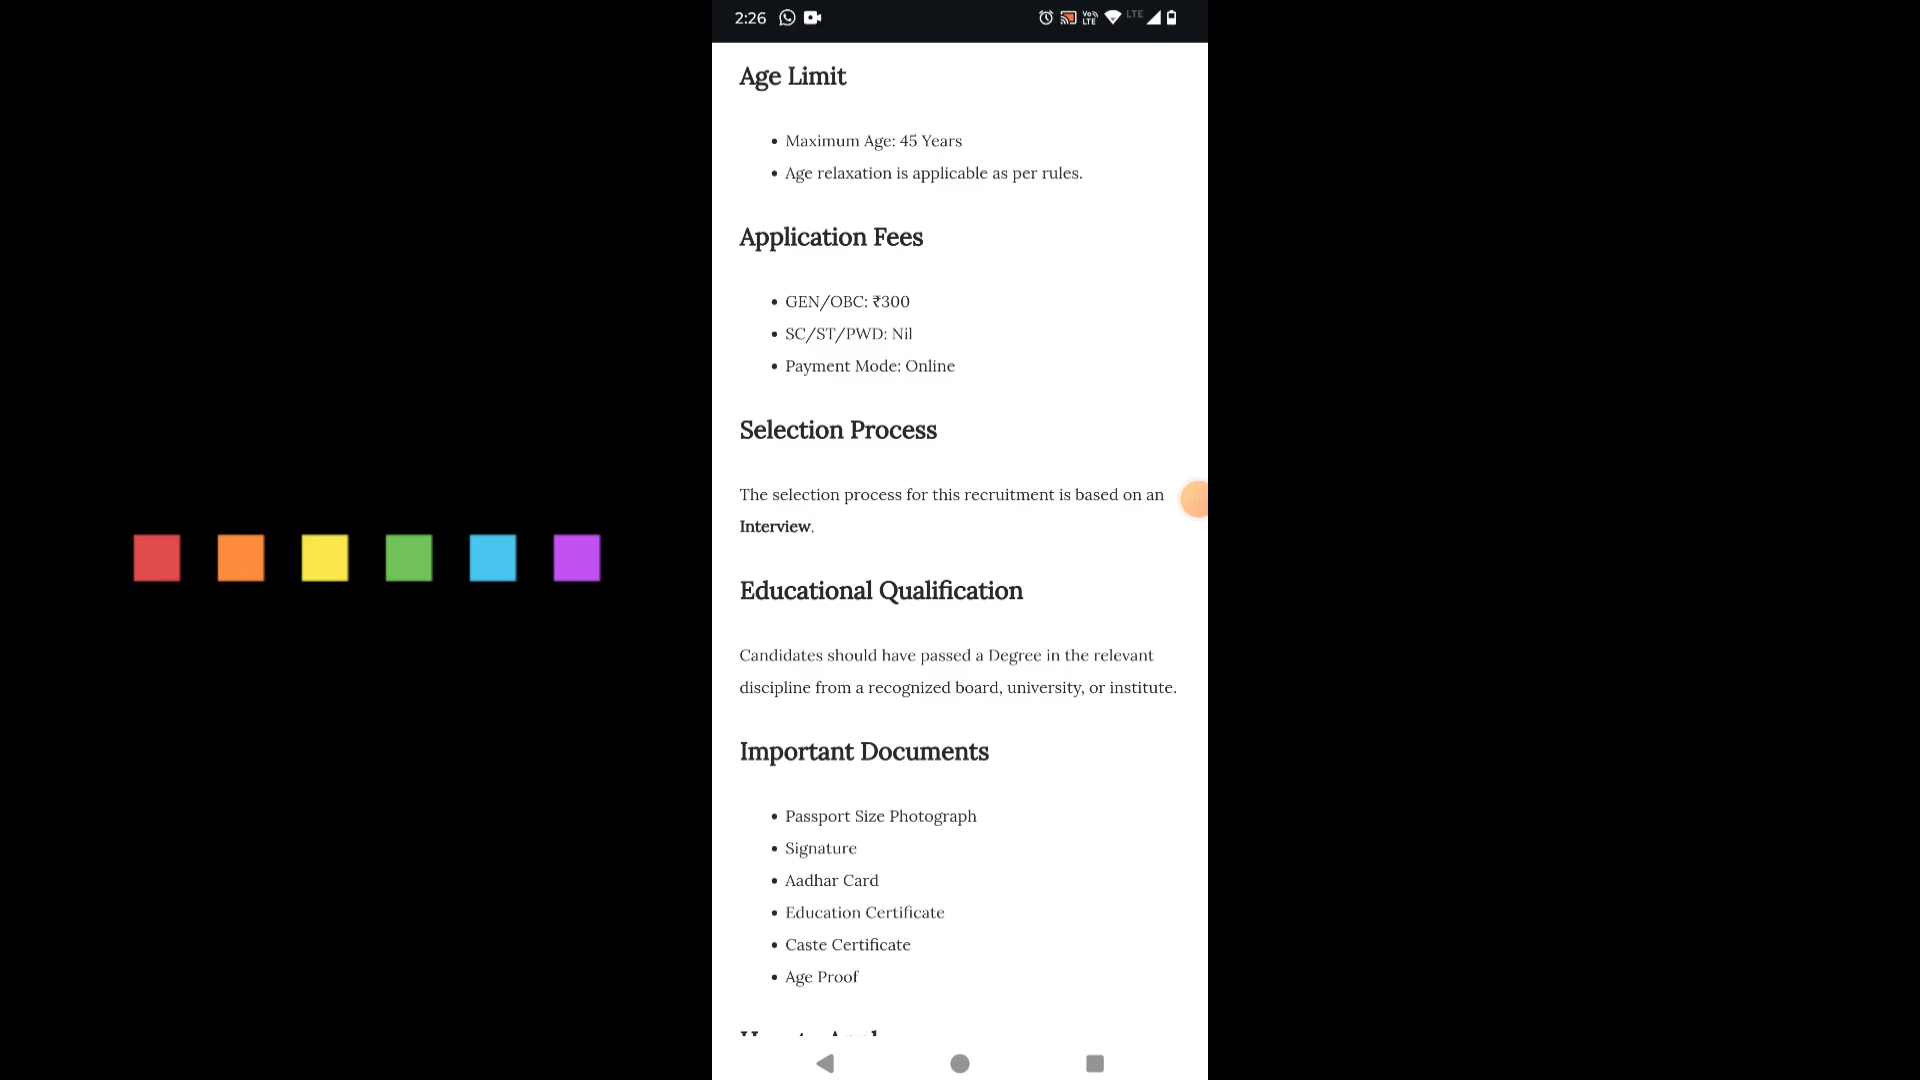 2:26
LTE
Age Limit
• Maximum Age: 45 Years
• Age relaxation is applicable as per rules.
Application Fees
• GEN/OBC: ₹300
• SC/ST/PWD: Nil
• Payment Mode: Online
Selection Process
The selection process for this recruitment is based on an
Interview.
Educational Qualification
Candidates should have passed a Degree in the relevant
discipline from a recognized board, university, or institute.
Important Documents
• Passport Size Photograph
• Signature
• Aadhar Card
• Education Certificate
• Caste Certificate
• Age Proof